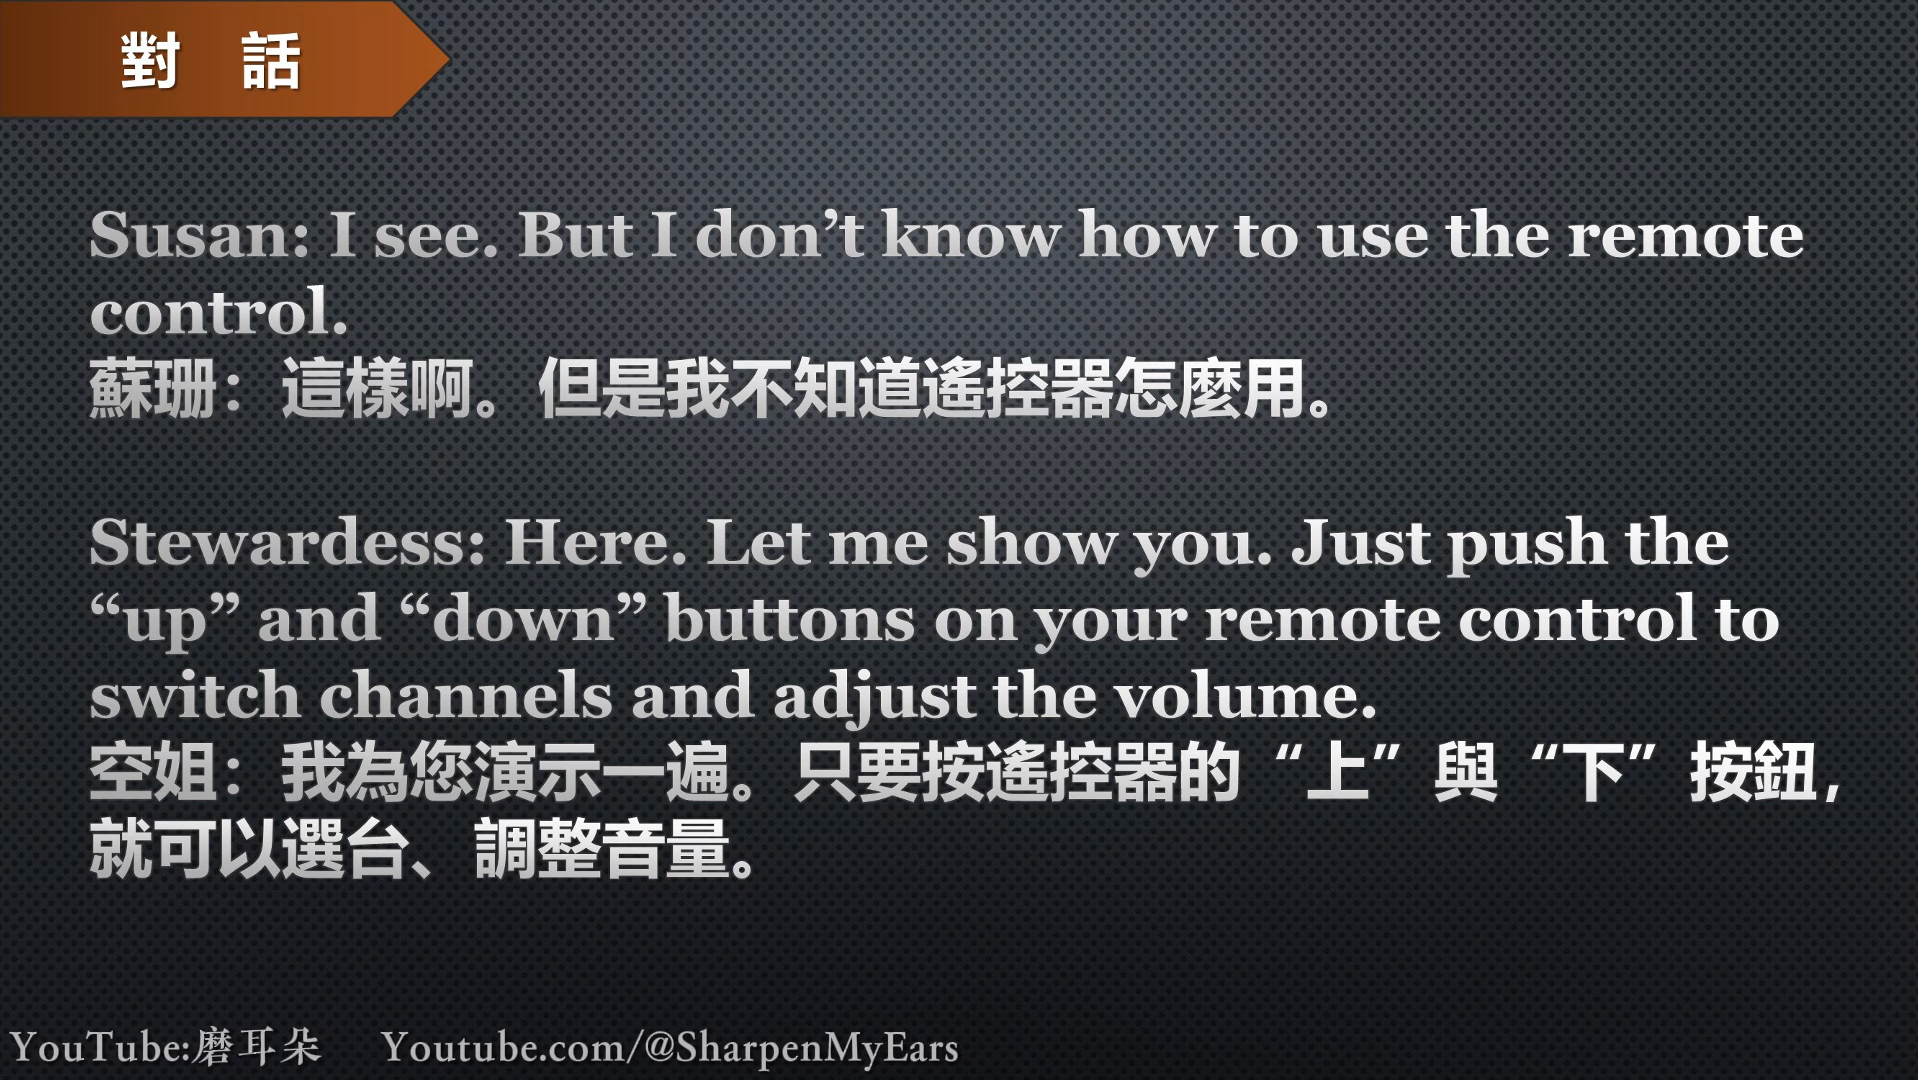 對 話
Susan: I see. But I don’t know how to use the remote
control.
蘇珊：這樣啊。但是我不知道遙控器怎麼用。
Stewardess: Here. Let me show you. Just push the
“up” and “down” buttons on your remote control to
switch channels and adjust the volume.
空姐：我為您演示一遍。只要按遙控器的“上”與“下”按鈕，
就可以選台、調整音量。
YouTube:磨耳朵 Youtube.com/@SharpenMyEars